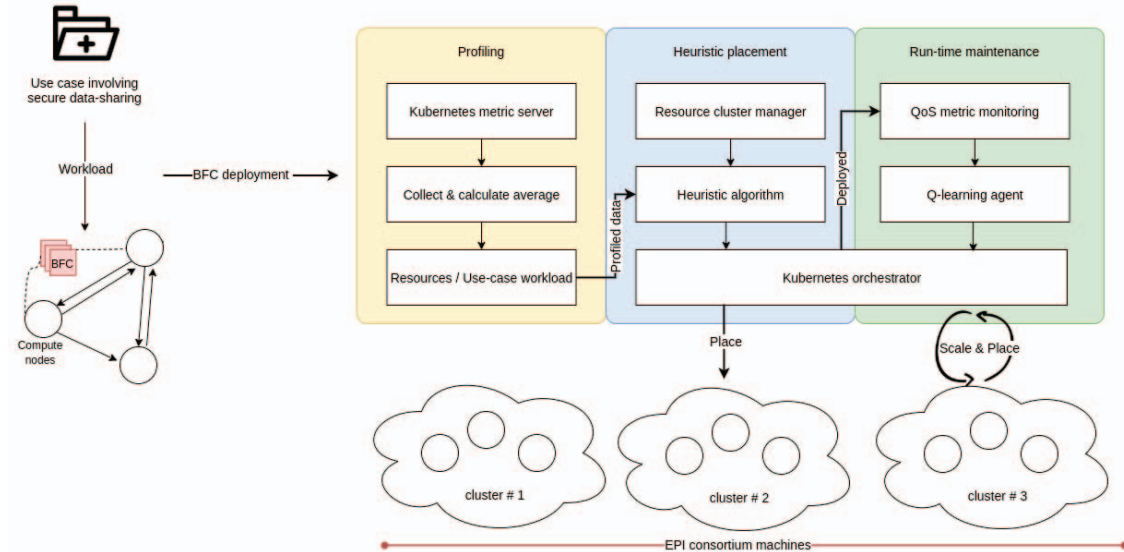 Use case involving
secure data-sharing
Workload
BFC
Compute
nodes
BFC deployment
Profiling
Kubernetes metric server
Collect & calculate average
Resources / Use-case workload
Profiled data
Heuristic placement
Resource cluster manager
Heuristic algorithm
Kubernetes orchestrator
Deployed
Run-time maintenance
QoS metric monitoring
Q-learning agent
Place
Scale & Place
cluster # 1
cluster # 2
cluster # 3
EPI consortium machines